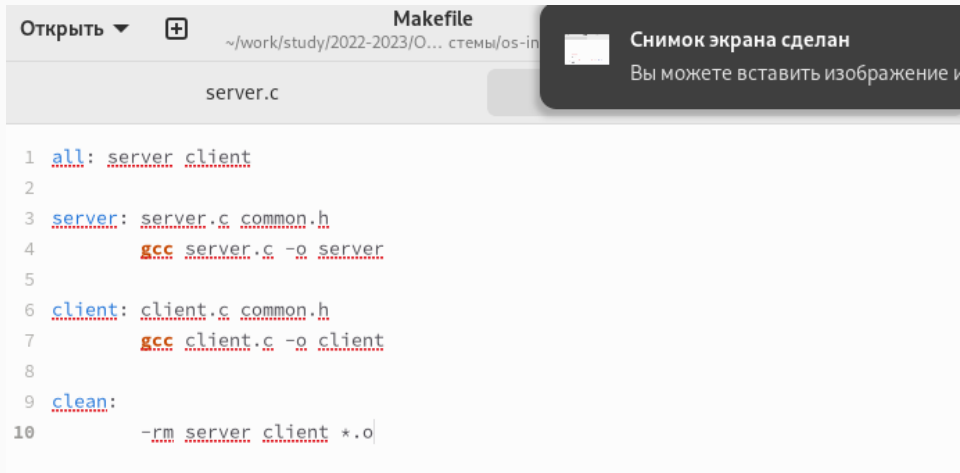 Открыть
Makefile
~/work/study/2022-2023/О... стемы/os-in
Снимок экрана сделан
Вы можете вставить изображение и
server.c
1 all: server client
2
3 server: server.c common.h
4 gcc server.c -o server
5
6 client: client.c common.h
7 gcc client.c -o client
8
9 clean:
10 -rm server client *.o